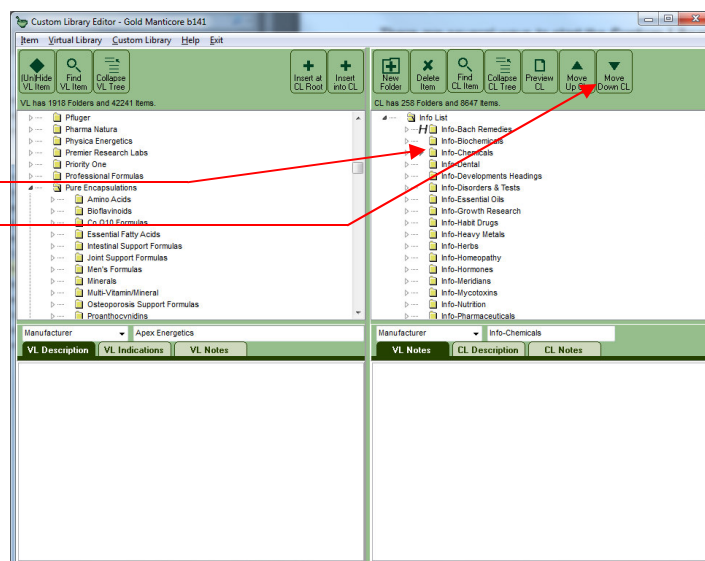 Custom Library Editor - Gold Manticore b141
Item Virtual Library Custom Library Help Exit
[Un]Hide VL Item
Find VL Item
Collapse VL Tree
Insert at CL Root
Insert into CL
VL has 1918 Folders and 42241 Items.
Pfluger
Pharma Natura
Physica Energetics
Premier Research Labs
Priority One
Professional Formulas
Pure Encapsulations
Amino Acids
Bioflavinoids
Co Q10 Formulas
Essential Fatty Acids
Intestinal Support Formulas
Joint Support Formulas
Men's Formulas
Minerals
Multi-Vitamin/Mineral
Osteoporosis Support Formulas
Proanthocynidins
Manufacturer Apex Energetics
VL Description VL Indications VL Notes
New Folder
Delete Item
Find CL Item
Collapse CL Tree
Preview CL
Move Up CL
Move Down CL
CL has 258 Folders and 8647 Items.
Info List
H Info-Bach Remedies
Info-Biochemicals
Info-Chemicals
Info-Dental
Info-Developments Headings
Info-Disorders & Tests
Info-Essential Oils
Info-Growth Research
Info-Habit Drugs
Info-Heavy Metals
Info-Herbs
Info-Homeopathy
Info-Hormones
Info-Meridians
Info-Mycotoxins
Info-Nutrition
Info-Pharmaceuticals
Manufacturer Info-Chemicals
VL Notes CL Description CL Notes